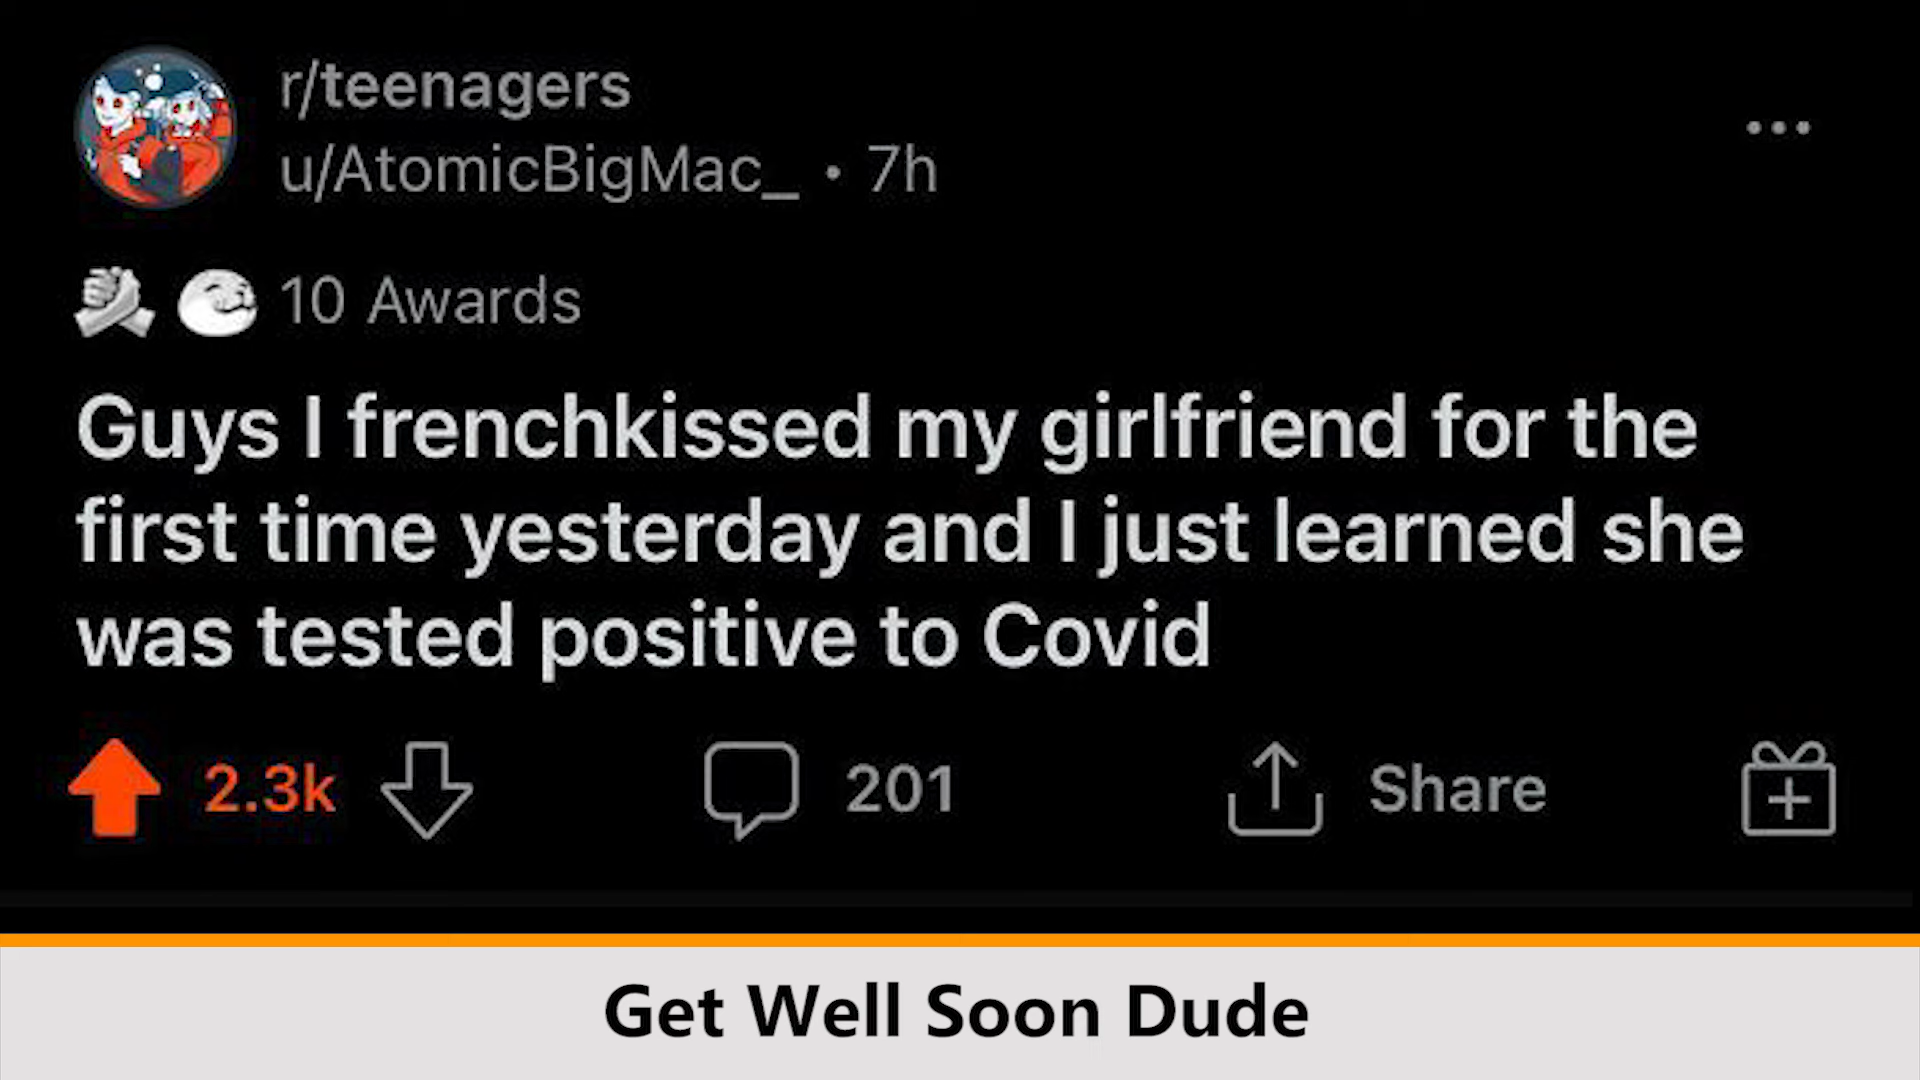 r/teenagers
u/AtomicBigMac_ • 7h
10 Awards
Guys I frenchkissed my girlfriend for the
first time yesterday and I just learned she
was tested positive to Covid
2.3k 201 Share
Get Well Soon Dude